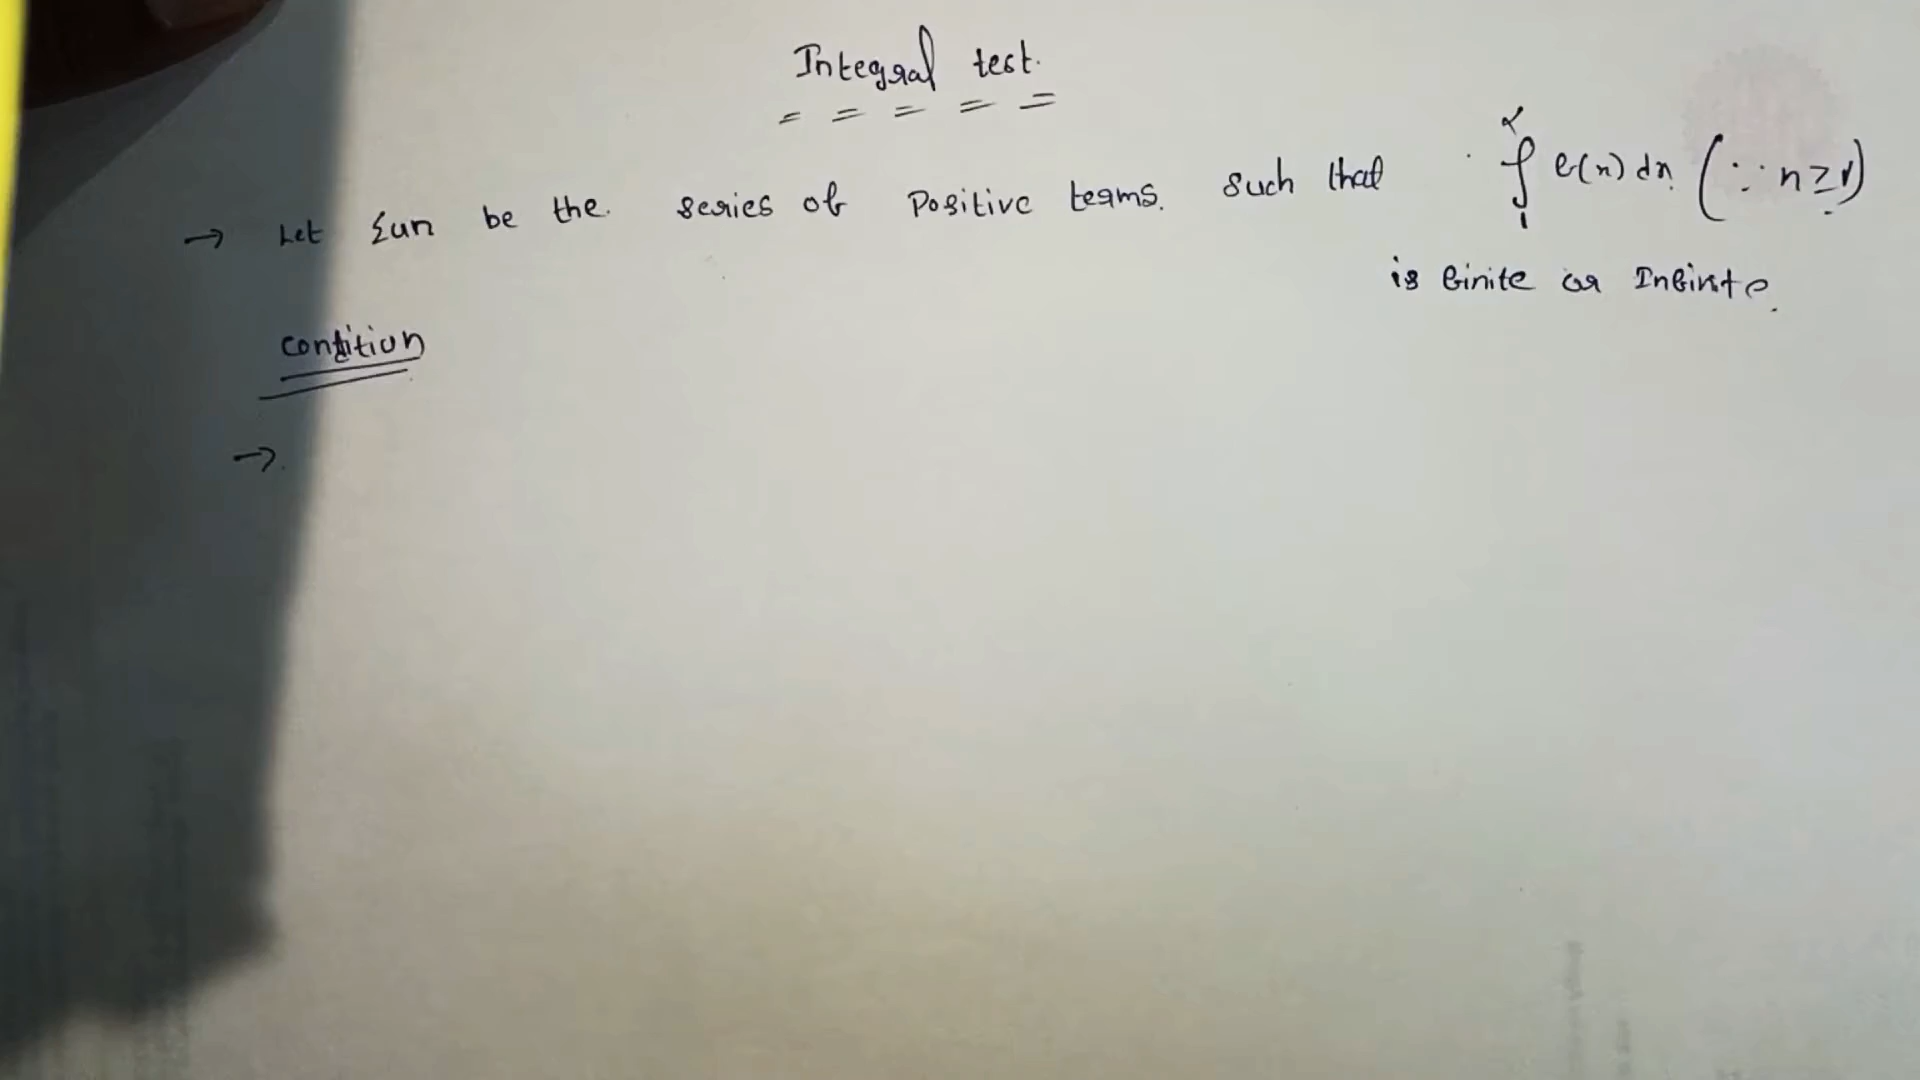 Integral test.
→ Let Σun be the series of Positive terms. Such that ∫₁^∝ f(n) dn (∵ n ≥ 1)
is finite or Infinite.
condition
→